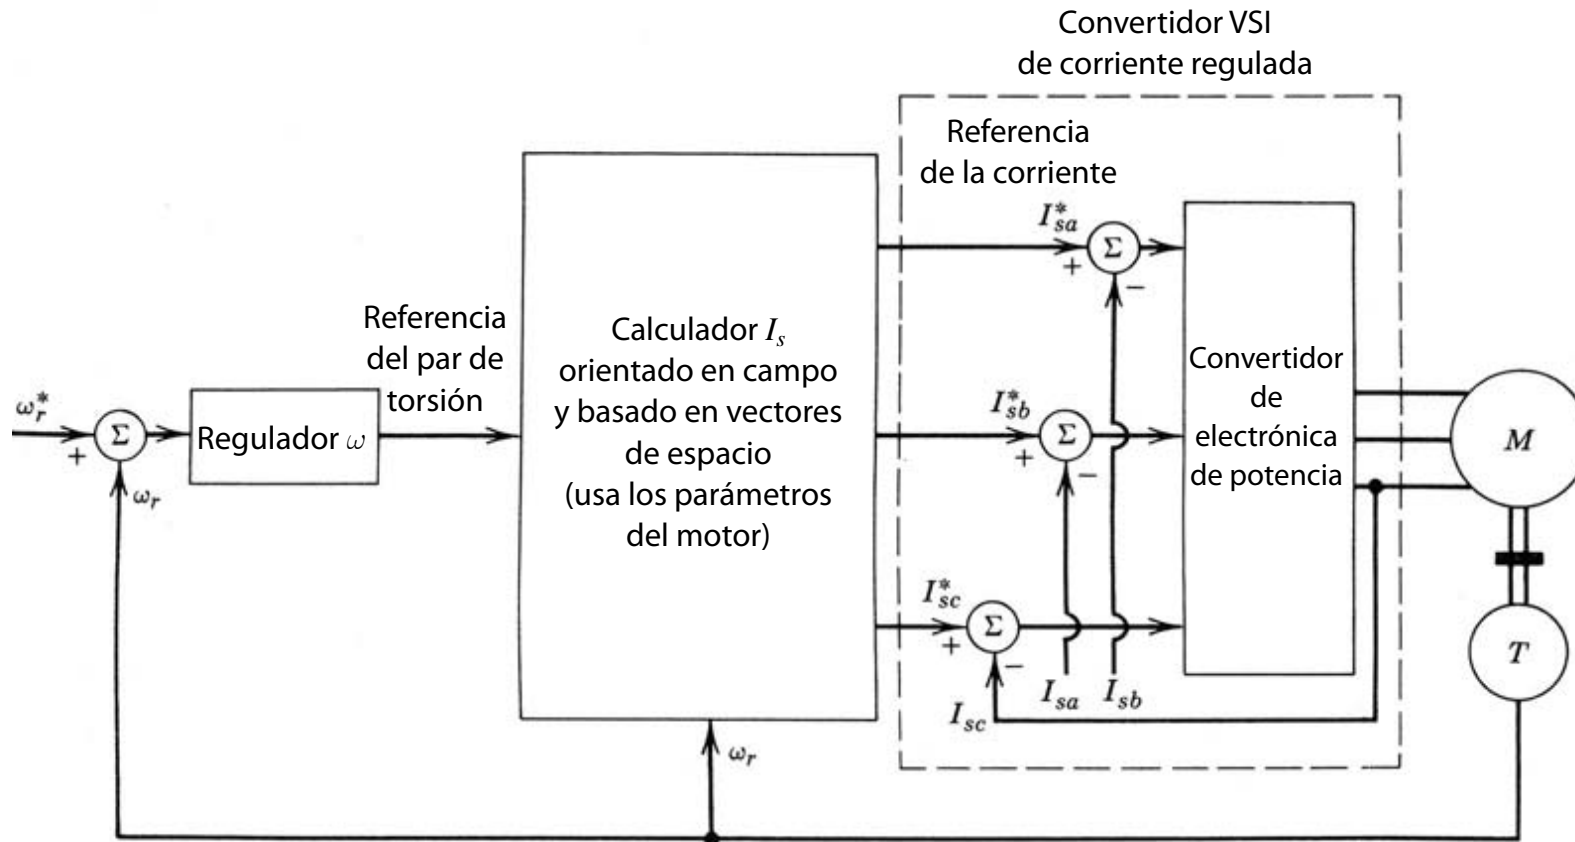 Convertidor VSI
de corriente regulada
Referencia
de la corriente
I*sa
Σ
+
−
Referencia
del par de
torsión
Calculador Is
orientado en campo
y basado en vectores
de espacio
(usa los parámetros
del motor)
Convertidor
de
electrónica
de potencia
ω*r
Σ
+
ωr
Regulador ω
I*sb
Σ
+
−
M
I*sc
Σ
+
−
T
Isc
Isa
Isb
ωr